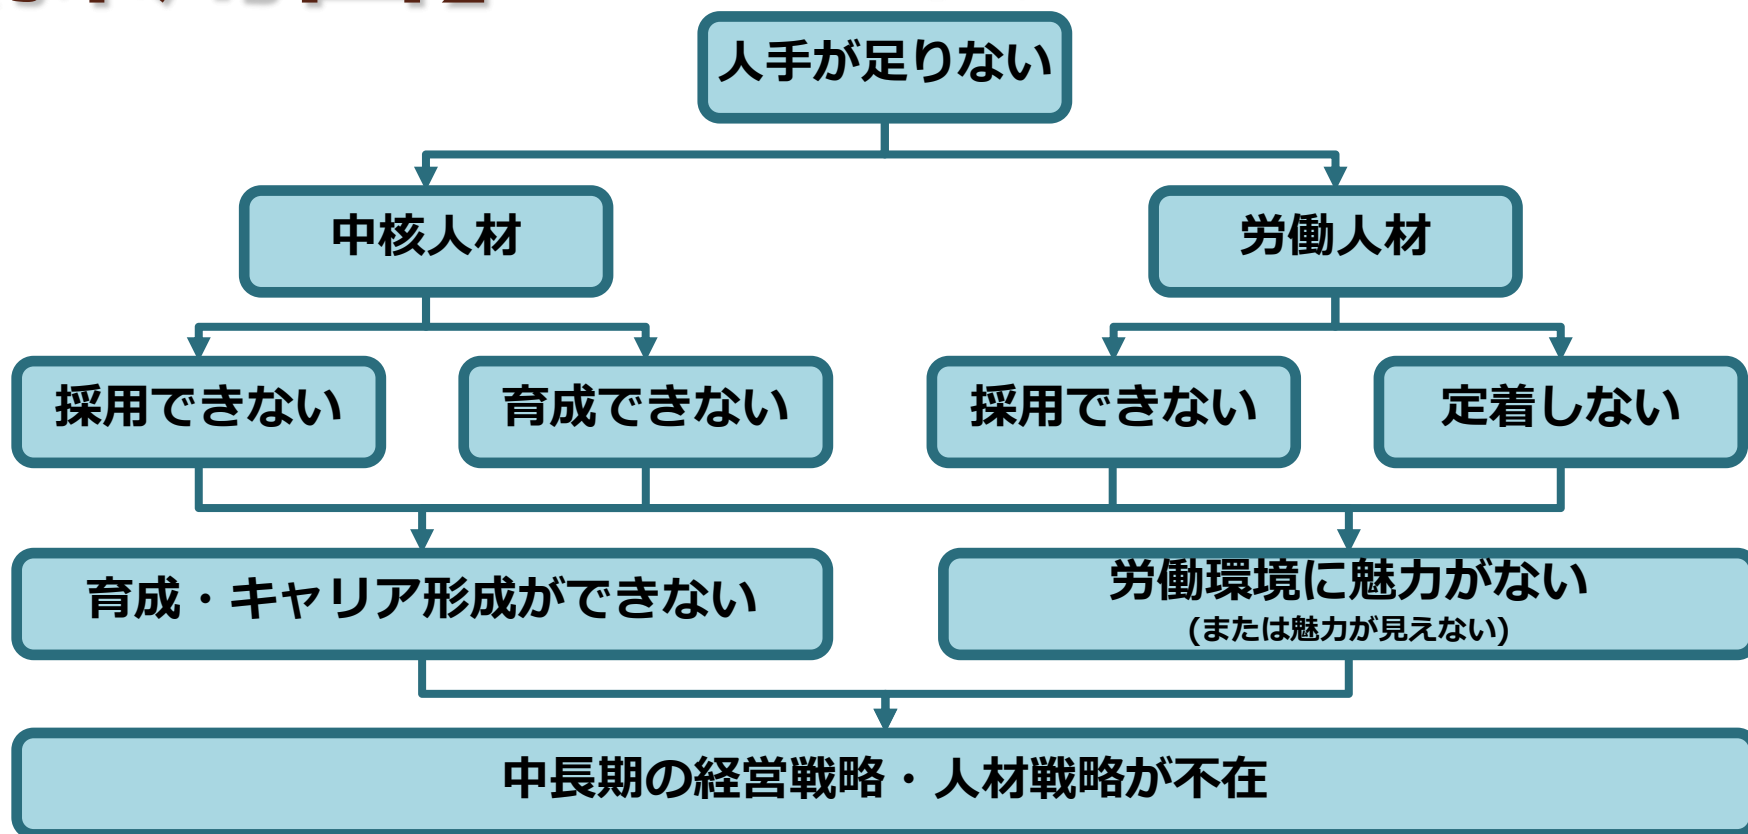 人手が足りない
中核人材
労働人材
採用できない
育成できない
採用できない
定着しない
育成・キャリア形成ができない
労働環境に魅力がない
(または魅力が見えない)
中長期の経営戦略・人材戦略が不在